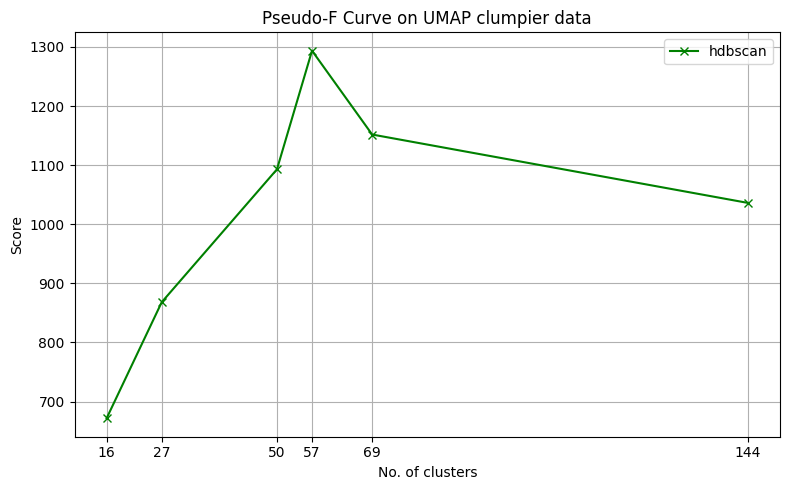 Pseudo-F Curve on UMAP clumpier data
hdbscan
1300
1200
1100
1000
900
800
700
Score
16 27 50 57 69 144
No. of clusters